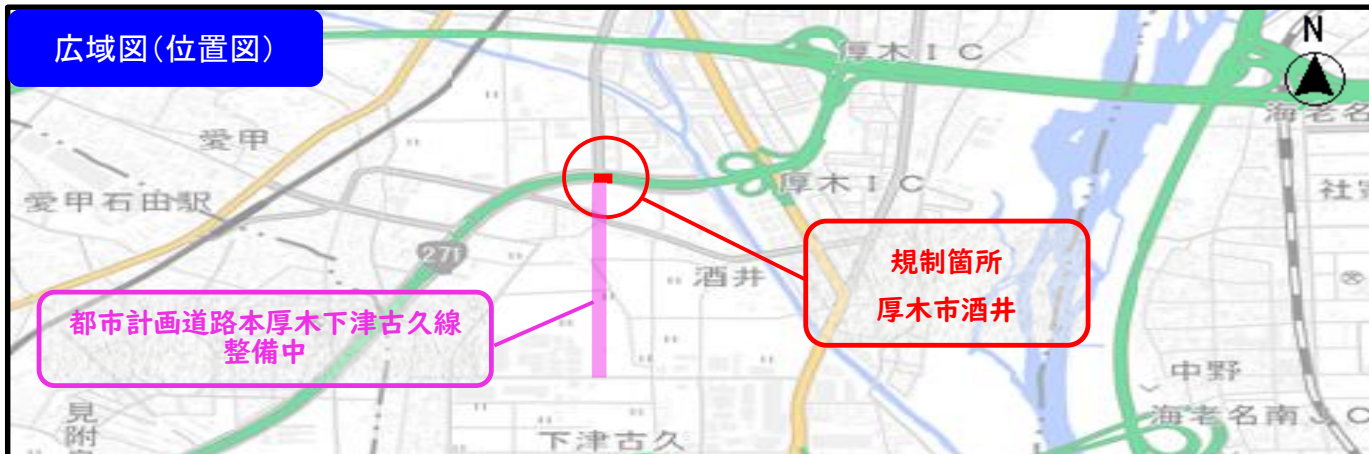 広域図(位置図)
N
厚木IC
海老名
愛甲
愛甲石田駅
厚木IC
社
271
酒井
規制箇所
厚木市酒井
都市計画道路本厚木下津古久線
整備中
中野
見附
下津古久
海老名南J.C